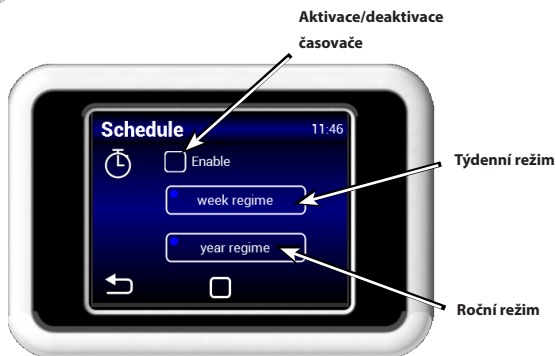 Aktivace/deaktivace
časovače
Schedule
11:46
Enable
week regime
Týdenní režim
year regime
Roční režim